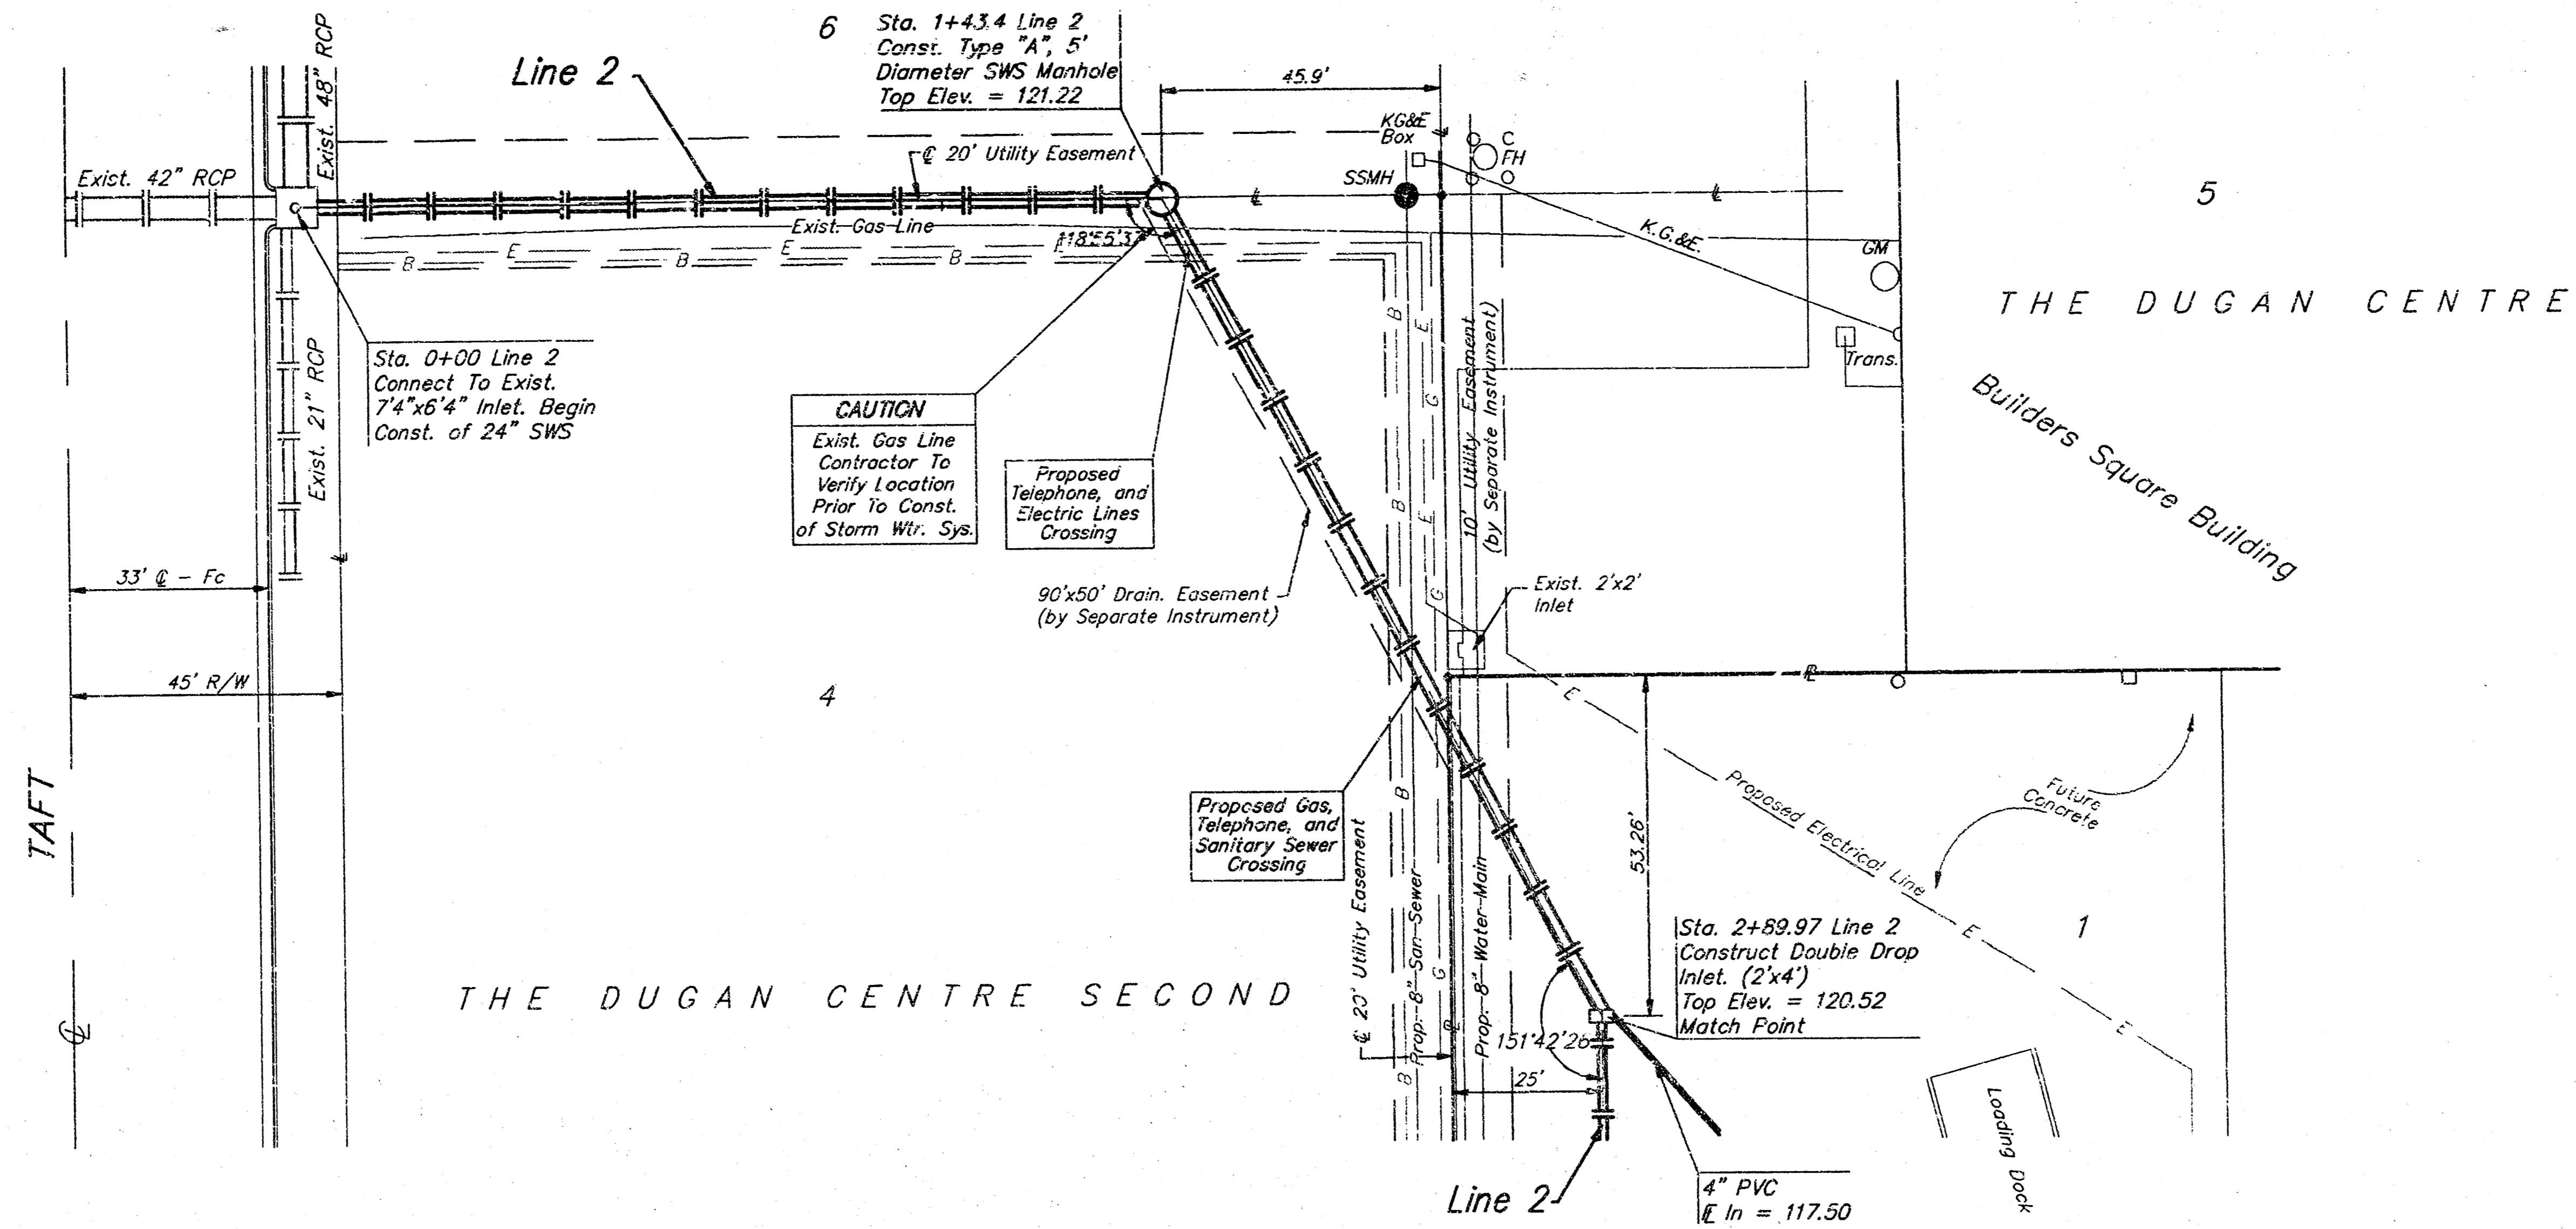 6
Sta. 1+43.4 Line 2
Const. Type "A", 5'
Diameter SWS Manhole
Top Elev. = 121.22
Line 2
Exist. 48" RCP
45.9'
KG&E
Box
C
FH
℄ 20' Utility Easement
Exist. 42" RCP
SSMH
5
Exist. Gas Line
K.G.&E.
GM
E
E
B
B
B
THE DUGAN CENTRE
Trans.
Builders Square Building
Sta. 0+00 Line 2
Connect To Exist.
7'4"x6'4" Inlet. Begin
Const. of 24" SWS
Exist. 21" RCP
CAUTION
Exist. Gas Line
Contractor To
Verify Location
Prior To Const.
of Storm Wtr. Sys.
Proposed
Telephone, and
Electric Lines
Crossing
B
E
G
B
E
G
10' Utility Easement
(by Separate Instrument)
33' ℄ - Fc
90'x50' Drain. Easement
(by Separate Instrument)
Exist. 2'x2'
Inlet
45' R/W
4
E
TAFT
Proposed Gas,
Telephone, and
Sanitary Sewer
Crossing
B
53.26'
Proposed Electrical Line
Future
Concrete
℄ 20' Utility Easement
Prop. 8" San Sewer
Prop. 8" Water Main
G
B
Sta. 2+89.97 Line 2
Construct Double Drop
Inlet. (2'x4')
Top Elev. = 120.52
Match Point
E
1
THE DUGAN CENTRE SECOND
151°42'26
E
℄
25'
Loading Dock
Line 2
4" PVC
In = 117.50